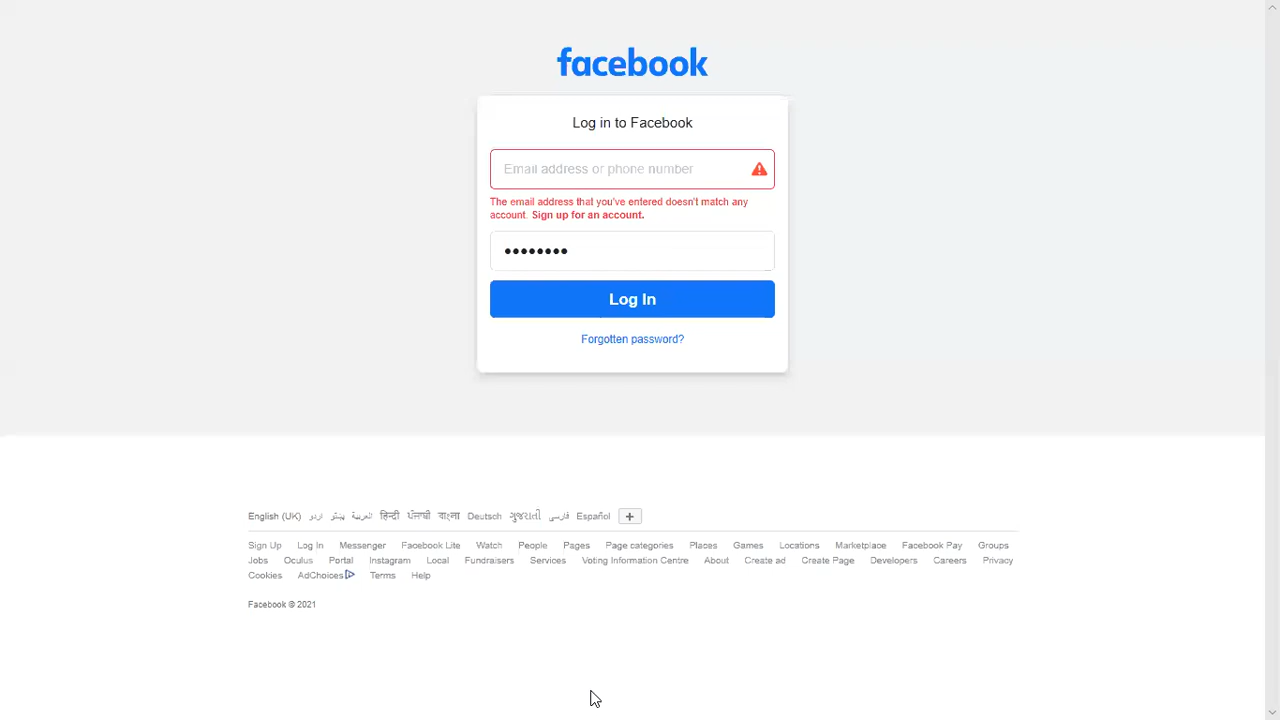 facebook
Log in to Facebook
Email address or phone number
The email address that you've entered doesn't match any
account. Sign up for an account.
••••••••
Log In
Forgotten password?
English (UK) اردو پښتو العربية हिन्दी ਪੰਜਾਬੀ বাংলা Deutsch ગુજરાતી فارسی Español +
Sign Up Log In Messenger Facebook Lite Watch People Pages Page categories Places Games Locations Marketplace Facebook Pay Groups
Jobs Oculus Portal Instagram Local Fundraisers Services Voting Information Centre About Create ad Create Page Developers Careers Privacy
Cookies AdChoices Terms Help
Facebook © 2021